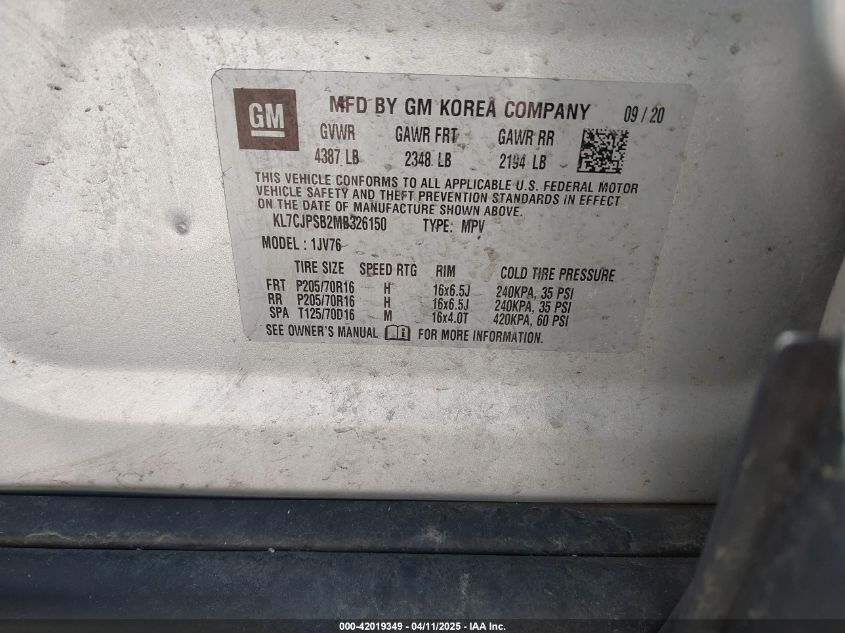 GM
MFD BY GM KOREA COMPANY 09/20
GVWR GAWR FRT GAWR RR
4387 LB 2348 LB 2194 LB
THIS VEHICLE CONFORMS TO ALL APPLICABLE U.S. FEDERAL MOTOR
VEHICLE SAFETY AND THEFT PREVENTION STANDARDS IN EFFECT
ON THE DATE OF MANUFACTURE SHOWN ABOVE.
KL7CJPSB2MB326150 TYPE: MPV
MODEL: 1JV76
TIRE SIZE SPEED RTG RIM COLD TIRE PRESSURE
FRT P205/70R16 H 16x6.5J 240KPA, 35 PSI
RR P205/70R16 H 16x6.5J 240KPA, 35 PSI
SPA T125/70D16 M 16x4.0T 420KPA, 60 PSI
SEE OWNER'S MANUAL FOR MORE INFORMATION.
000-42019349 - 04/11/2025 - IAA Inc.